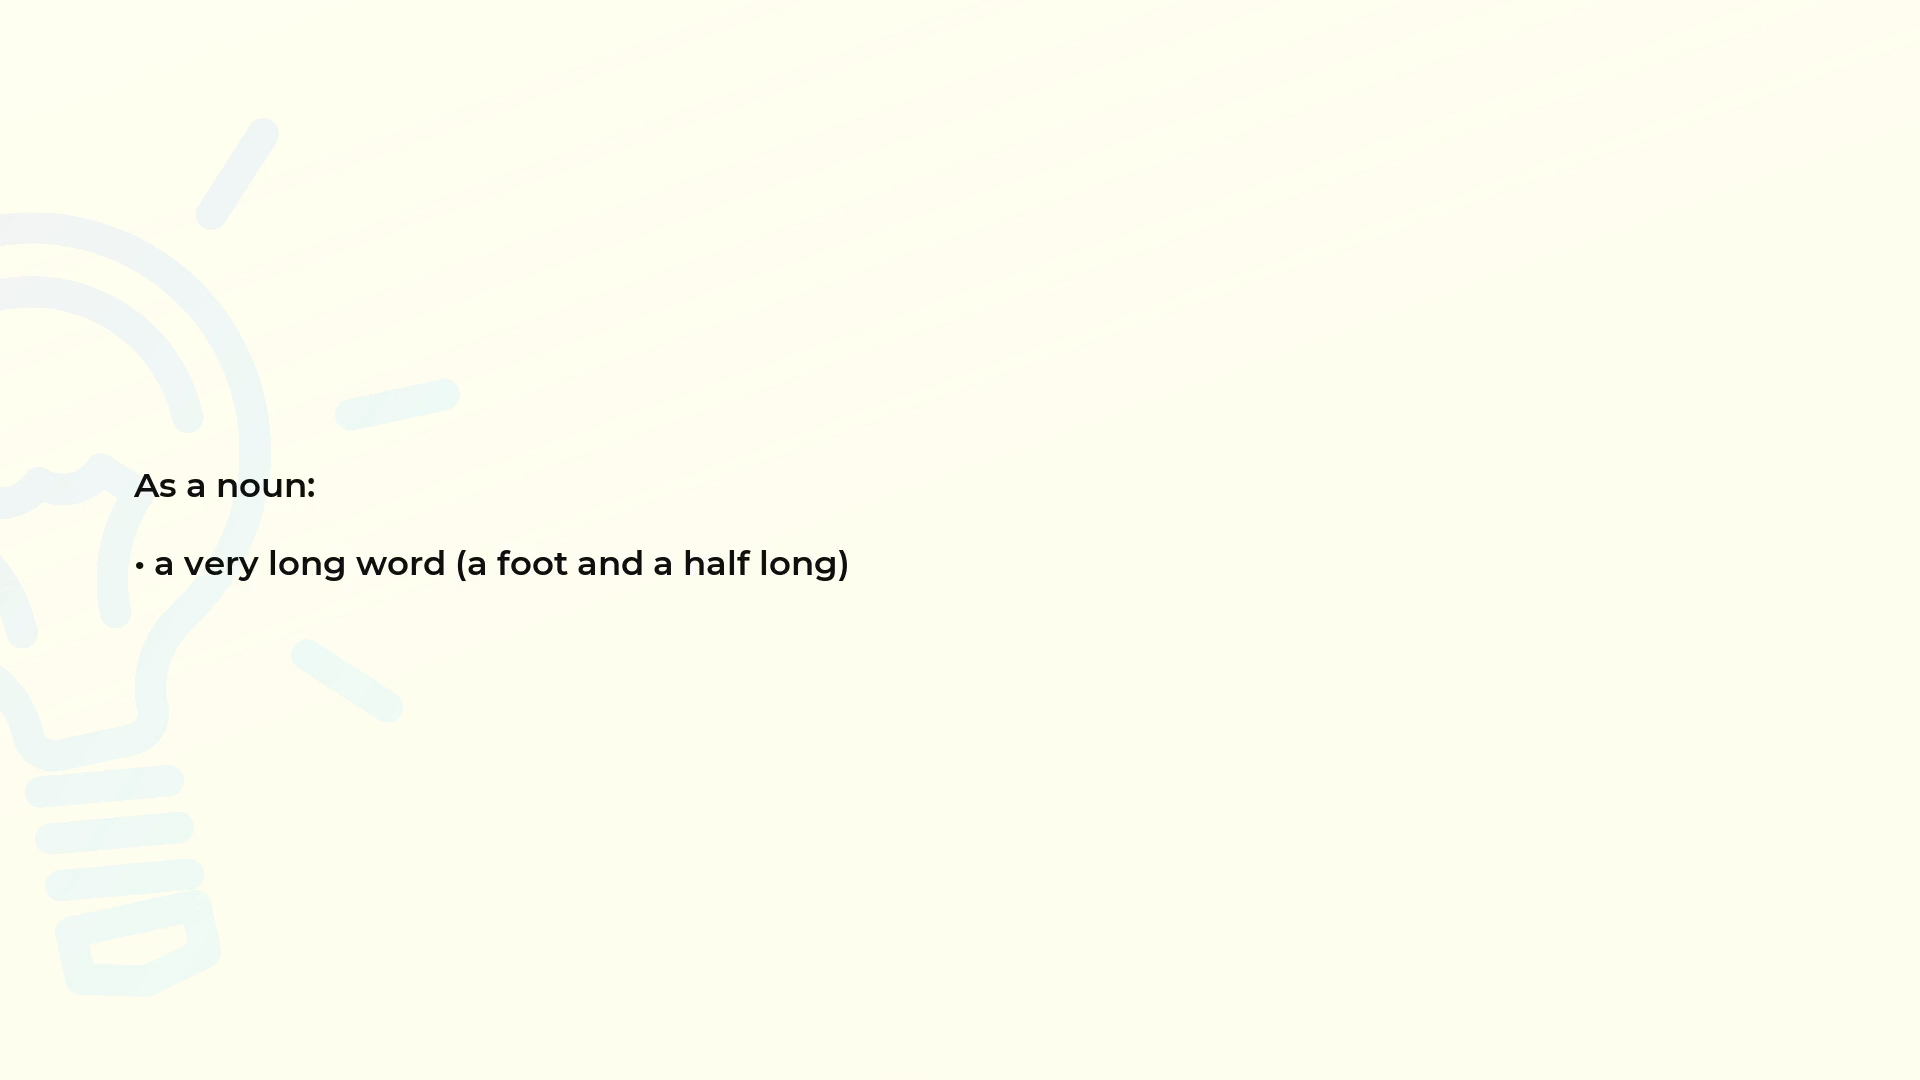 As a noun:
• a very long word (a foot and a half long)